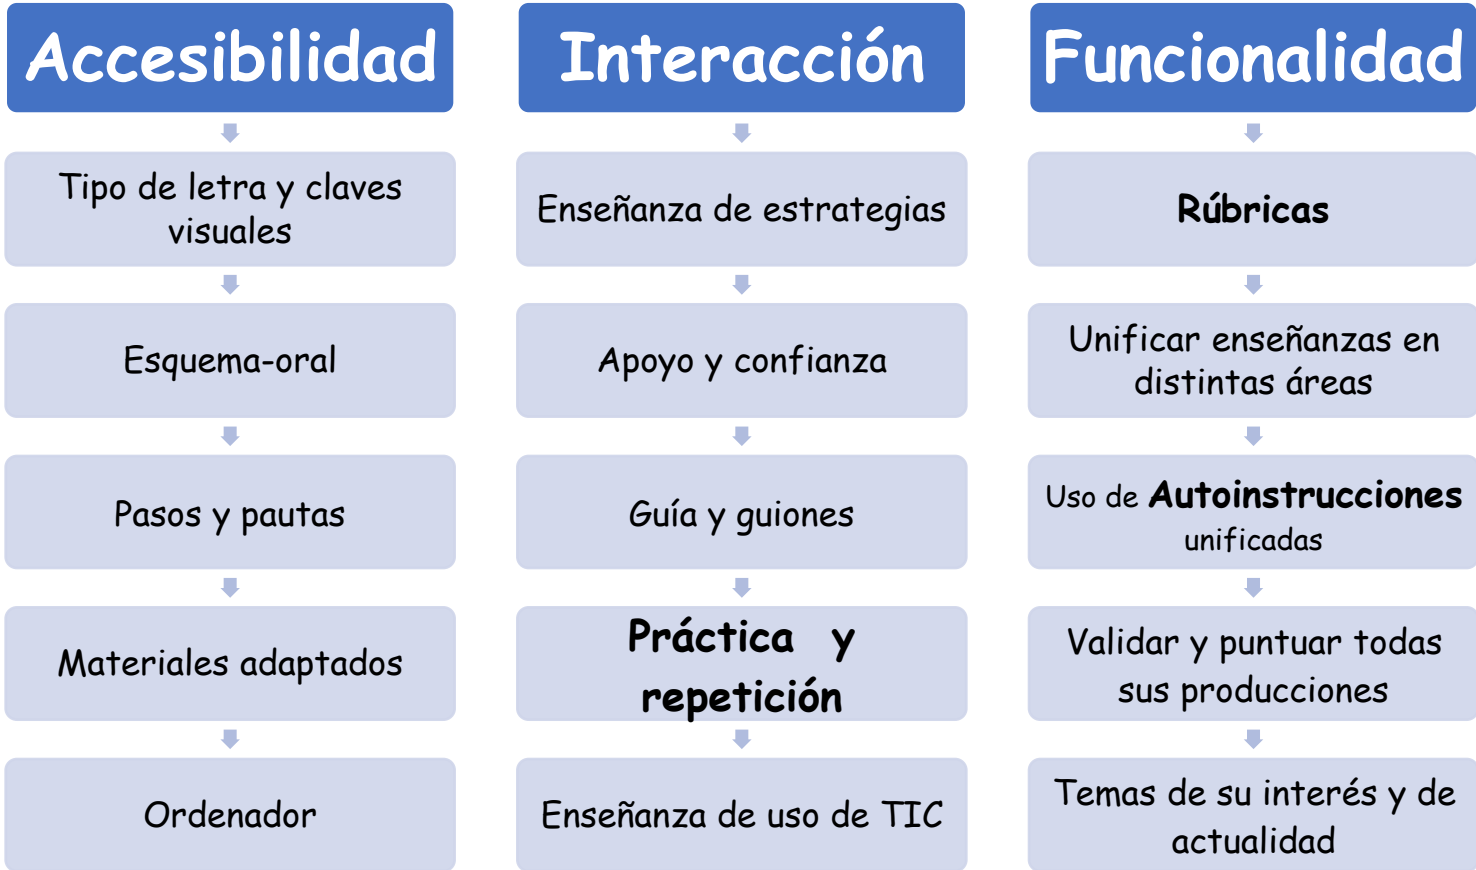 Accesibilidad
Tipo de letra y claves
visuales
Esquema-oral
Pasos y pautas
Materiales adaptados
Ordenador
Interacción
Enseñanza de estrategias
Apoyo y confianza
Guía y guiones
Práctica y
repetición
Enseñanza de uso de TIC
Funcionalidad
Rúbricas
Unificar enseñanzas en
distintas áreas
Uso de Autoinstrucciones
unificadas
Validar y puntuar todas
sus producciones
Temas de su interés y de
actualidad